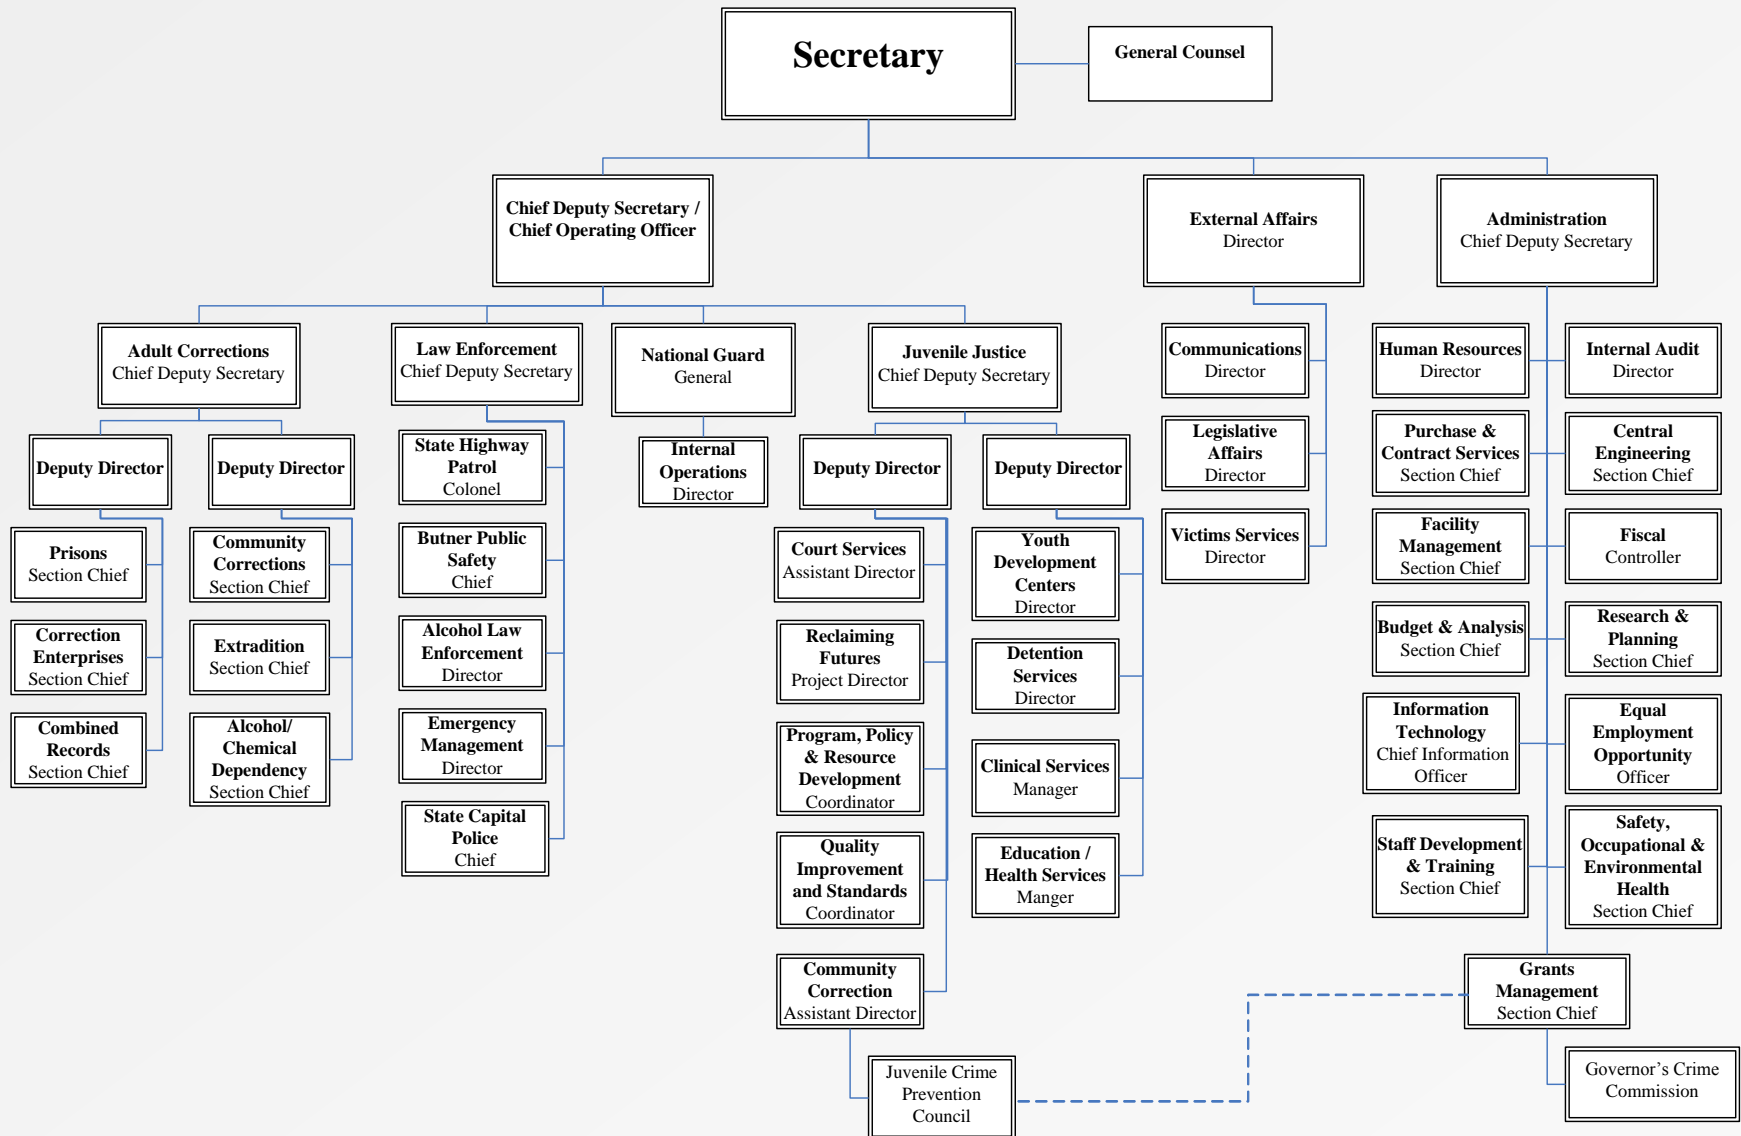 Secretary
General Counsel
Chief Deputy Secretary /
Chief Operating Officer
External Affairs
Director
Administration
Chief Deputy Secretary
Adult Corrections
Chief Deputy Secretary
Law Enforcement
Chief Deputy Secretary
National Guard
General
Juvenile Justice
Chief Deputy Secretary
Communications
Director
Human Resources
Director
Internal Audit
Director
Deputy Director
Deputy Director
State Highway
Patrol
Colonel
Internal
Operations
Director
Deputy Director
Deputy Director
Legislative
Affairs
Director
Purchase &
Contract Services
Section Chief
Central
Engineering
Section Chief
Prisons
Section Chief
Community
Corrections
Section Chief
Butner Public
Safety
Chief
Court Services
Assistant Director
Youth
Development
Centers
Director
Victims Services
Director
Facility
Management
Section Chief
Fiscal
Controller
Correction
Enterprises
Section Chief
Extradition
Section Chief
Alcohol Law
Enforcement
Director
Reclaiming
Futures
Project Director
Detention
Services
Director
Budget & Analysis
Section Chief
Research &
Planning
Section Chief
Combined
Records
Section Chief
Alcohol/
Chemical
Dependency
Section Chief
Emergency
Management
Director
Program, Policy
& Resource
Development
Coordinator
Clinical Services
Manager
Information
Technology
Chief Information
Officer
Equal
Employment
Opportunity
Officer
State Capital
Police
Chief
Quality
Improvement
and Standards
Coordinator
Education /
Health Services
Manger
Staff Development
& Training
Section Chief
Safety,
Occupational &
Environmental
Health
Section Chief
Community
Correction
Assistant Director
Grants
Management
Section Chief
Juvenile Crime
Prevention
Council
Governor's Crime
Commission